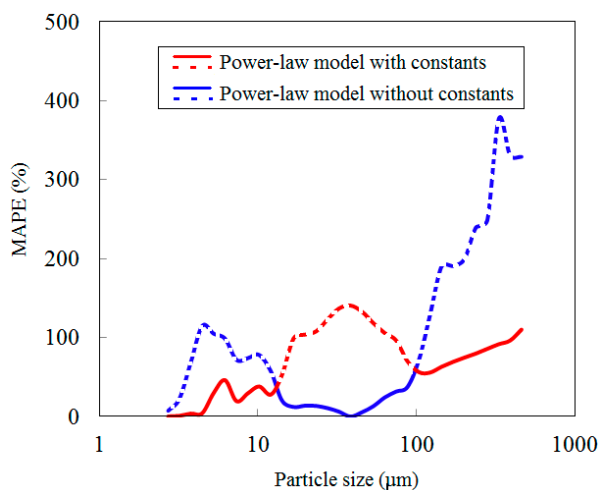 500
400
300
200
100
0
MAPE (%)
Power-law model with constants
Power-law model without constants
1
10
100
1000
Particle size (μm)